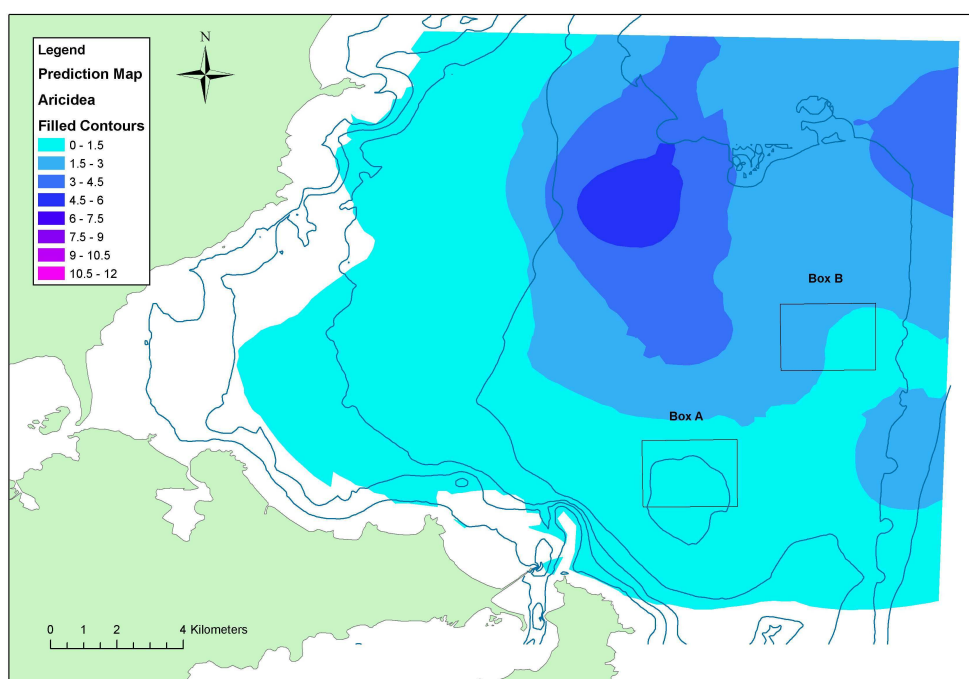 Legend
Prediction Map
Aricidea
Filled Contours
0 - 1.5
1.5 - 3
3 - 4.5
4.5 - 6
6 - 7.5
7.5 - 9
9 - 10.5
10.5 - 12
N
Box B
Box A
0 1 2 4 Kilometers